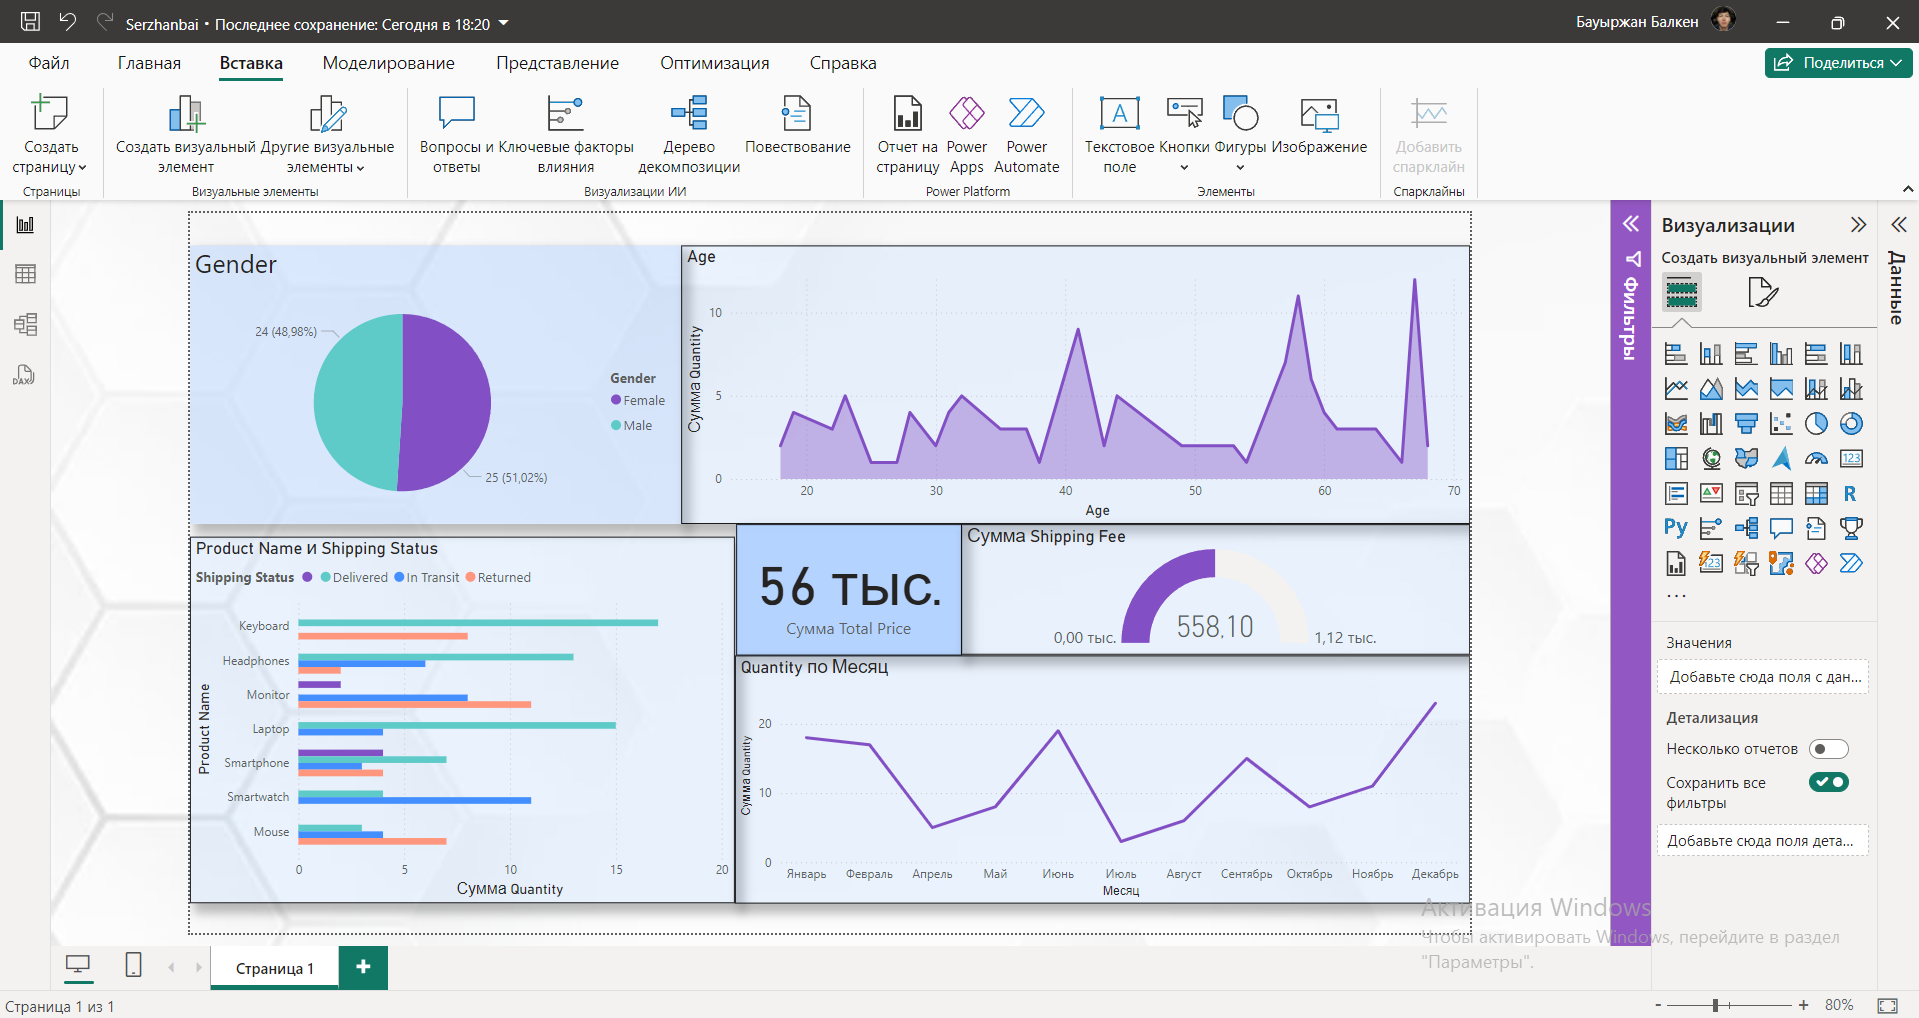 Serzhanbai • Последнее сохранение: Сегодня в 18:20
Бауыржан Балкен
Файл
Главная
Вставка
Моделирование
Представление
Оптимизация
Справка
Поделиться
Создать
страницу
Страницы
Создать визуальный
элемент
Другие визуальные
элементы
Визуальные элементы
Вопросы и
ответы
Ключевые факторы
влияния
Дерево
декомпозиции
Повествование
Визуализации ИИ
Отчет на
страницу
Power
Apps
Power
Automate
Power Platform
Текстовое
поле
Кнопки
Фигуры
Изображение
Элементы
Добавить
спарклайн
Спарклайны
DAX
Gender
24 (48,98%)
25 (51,02%)
Gender
Female
Male
Age
Сумма Quantity
10
5
0
20
30
40
50
60
70
Age
Product Name и Shipping Status
Shipping Status
Delivered
In Transit
Returned
Product Name
Keyboard
Headphones
Monitor
Laptop
Smartphone
Smartwatch
Mouse
0
5
10
15
20
Сумма Quantity
56 тыс.
Сумма Total Price
Сумма Shipping Fee
0,00 тыс.
558,10
1,12 тыс.
Quantity по Месяц
Сумма Quantity
20
10
0
Январь
Февраль
Апрель
Май
Июнь
Июль
Август
Сентябрь
Октябрь
Ноябрь
Декабрь
Месяц
Фильтры
Визуализации
Создать визуальный элемент
123
R
Py
123
...
Значения
Добавьте сюда поля с дан...
Детализация
Несколько отчетов
Сохранить все
фильтры
Добавьте сюда поля дета...
Данные
Активация Windows
Чтобы активировать Windows, перейдите в раздел
"Параметры".
Страница 1
+
Страница 1 из 1
-
+
80%